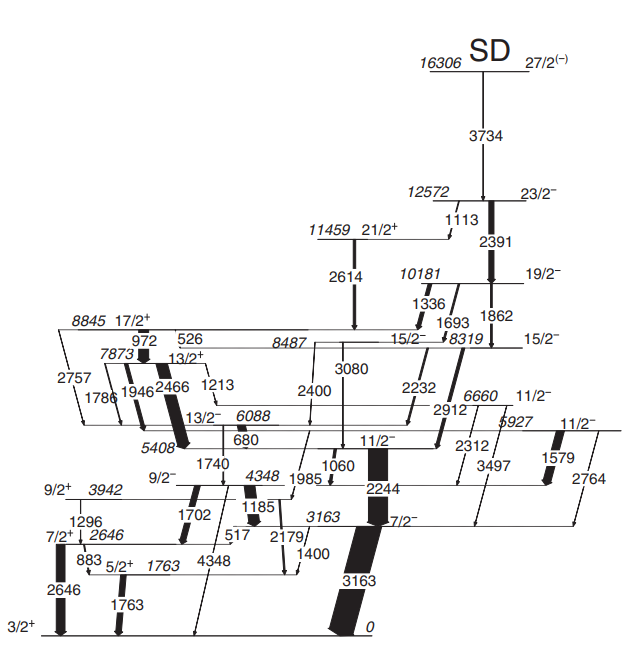 SD
16306 27/2(−)
3734
12572 23/2−
1113
11459 21/2+
2391
2614
10181 19/2−
1336
1693 1862
8845 17/2+
972 526 8487 15/2− 8319 15/2−
7873 13/2+
3080
2757 1786 1946 2466 1213 2400 2232
2912 6660 11/2−
13/2− 6088 5927 11/2−
680
5408 11/2−
2312
1740 1060 3497 1579 2764
9/2− 4348 1985
2244
9/2+ 3942
1702 1185
1296 3163 7/2−
7/2+ 2646 517 2179
883 4348 1400
5/2+ 1763
3163
2646 1763
3/2+ 0